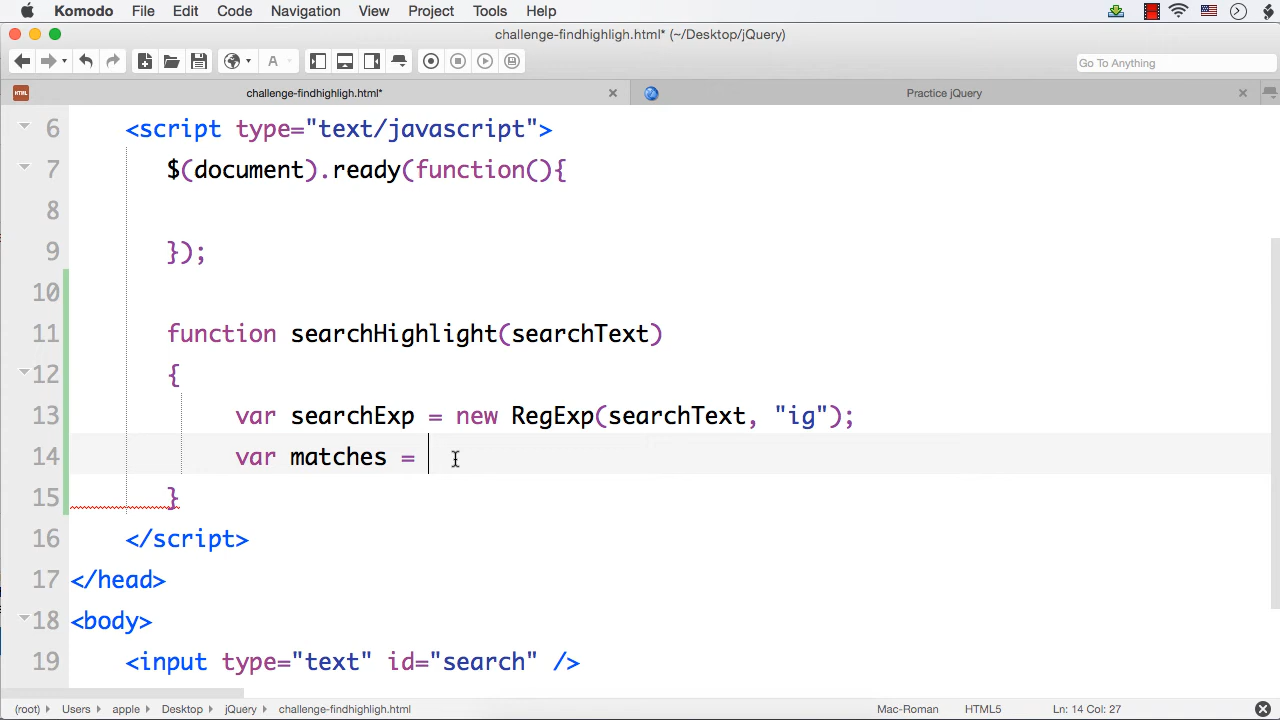 Komodo File Edit Code Navigation View Project Tools Help
challenge-findhighligh.html* (~/Desktop/jQuery)
Go To Anything
challenge-findhighligh.html* Practice jQuery
6 <script type="text/javascript">
7 $(document).ready(function(){
8
9 });
10
11 function searchHighlight(searchText)
12 {
13 var searchExp = new RegExp(searchText, "ig");
14 var matches =
15 }
16 </script>
17 </head>
18 <body>
19 <input type="text" id="search" />
(root) Users apple Desktop jQuery challenge-findhighligh.html Mac-Roman HTML5 Ln: 14 Col: 27